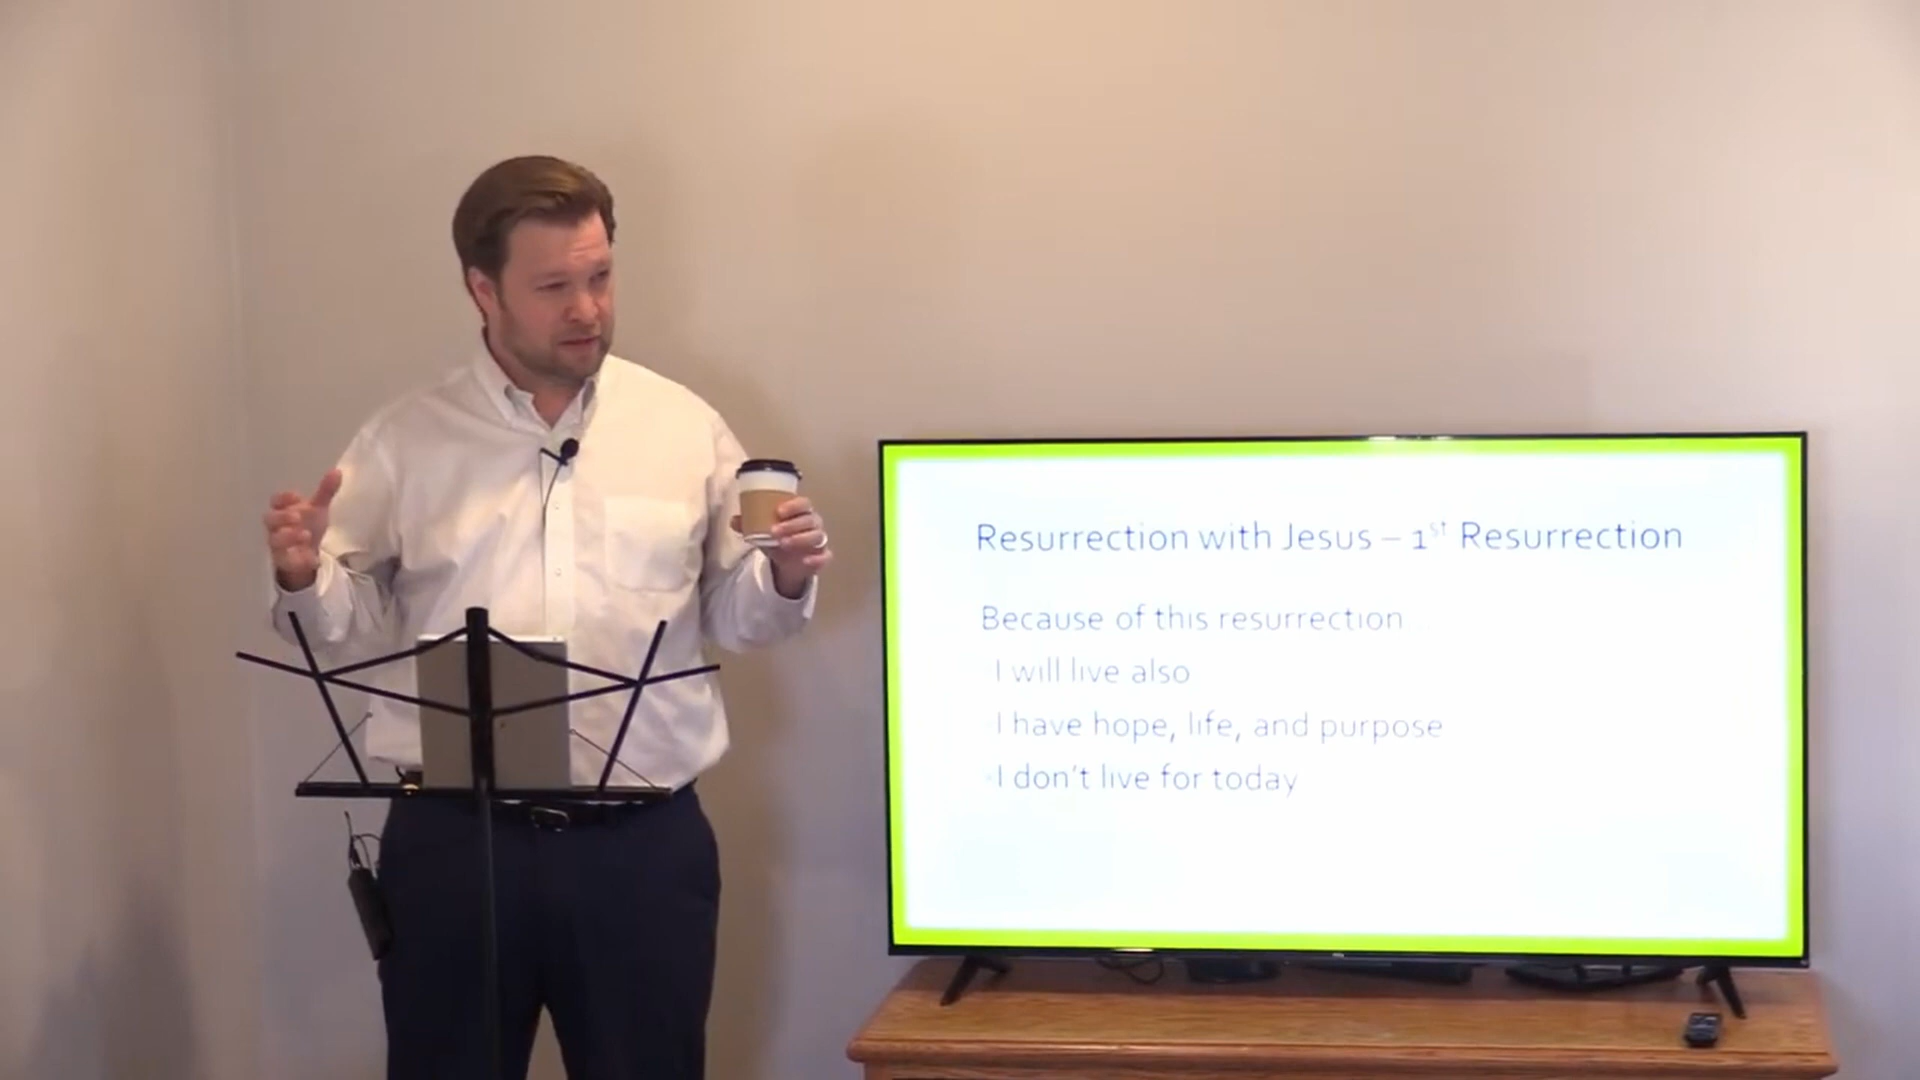 Resurrection with Jesus – 1st Resurrection
Because of this resurrection
I will live also
I have hope, life, and purpose
I don't live for today